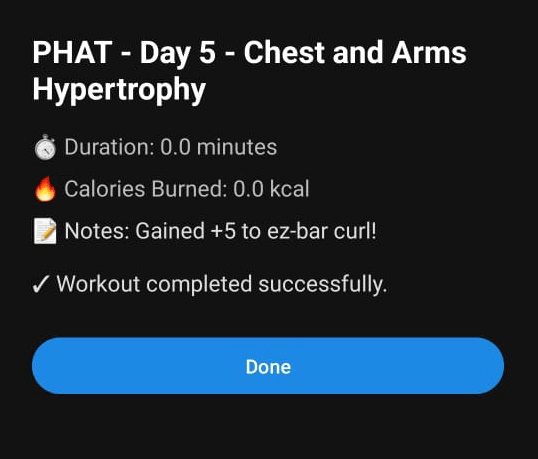 PHAT - Day 5 - Chest and Arms
Hypertrophy
⏱ Duration: 0.0 minutes
🔥 Calories Burned: 0.0 kcal
📝 Notes: Gained +5 to ez-bar curl!
✓ Workout completed successfully.
Done